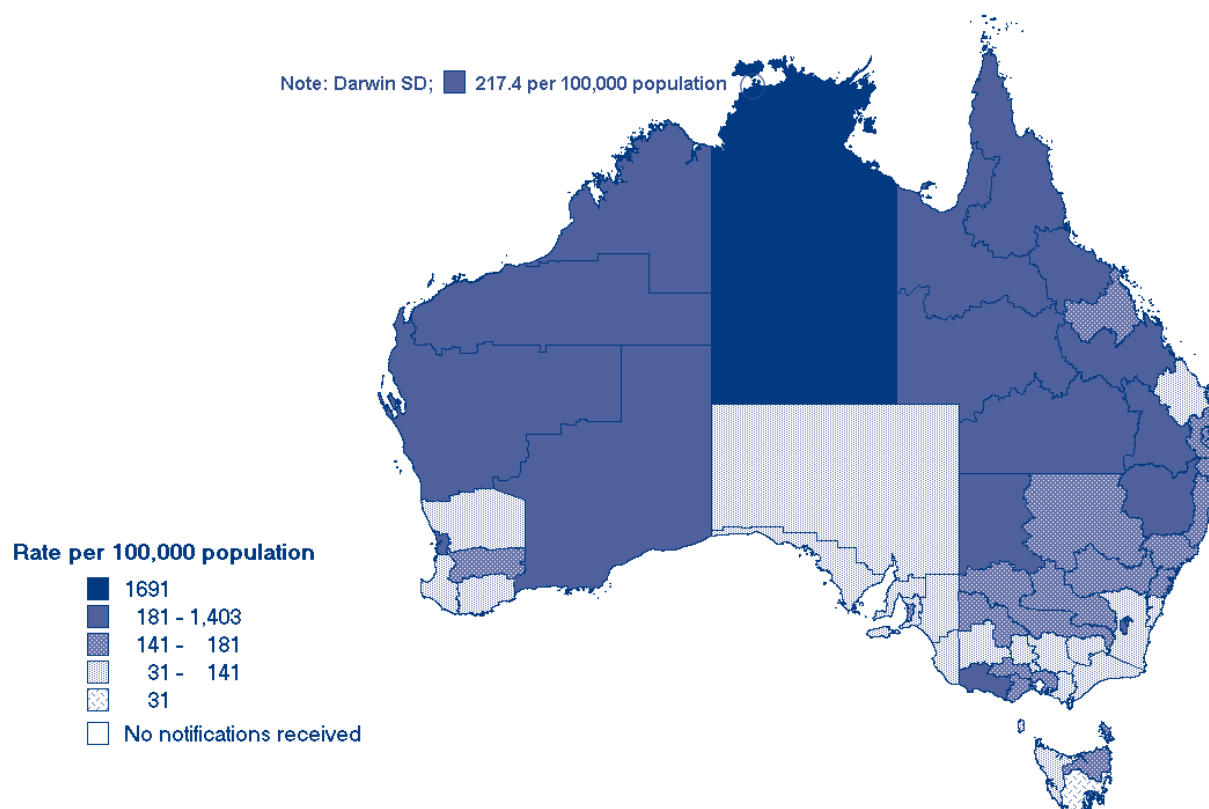 Note: Darwin SD; 217.4 per 100,000 population
Rate per 100,000 population
1691
181 - 1,403
141 - 181
31 - 141
31
No notifications received